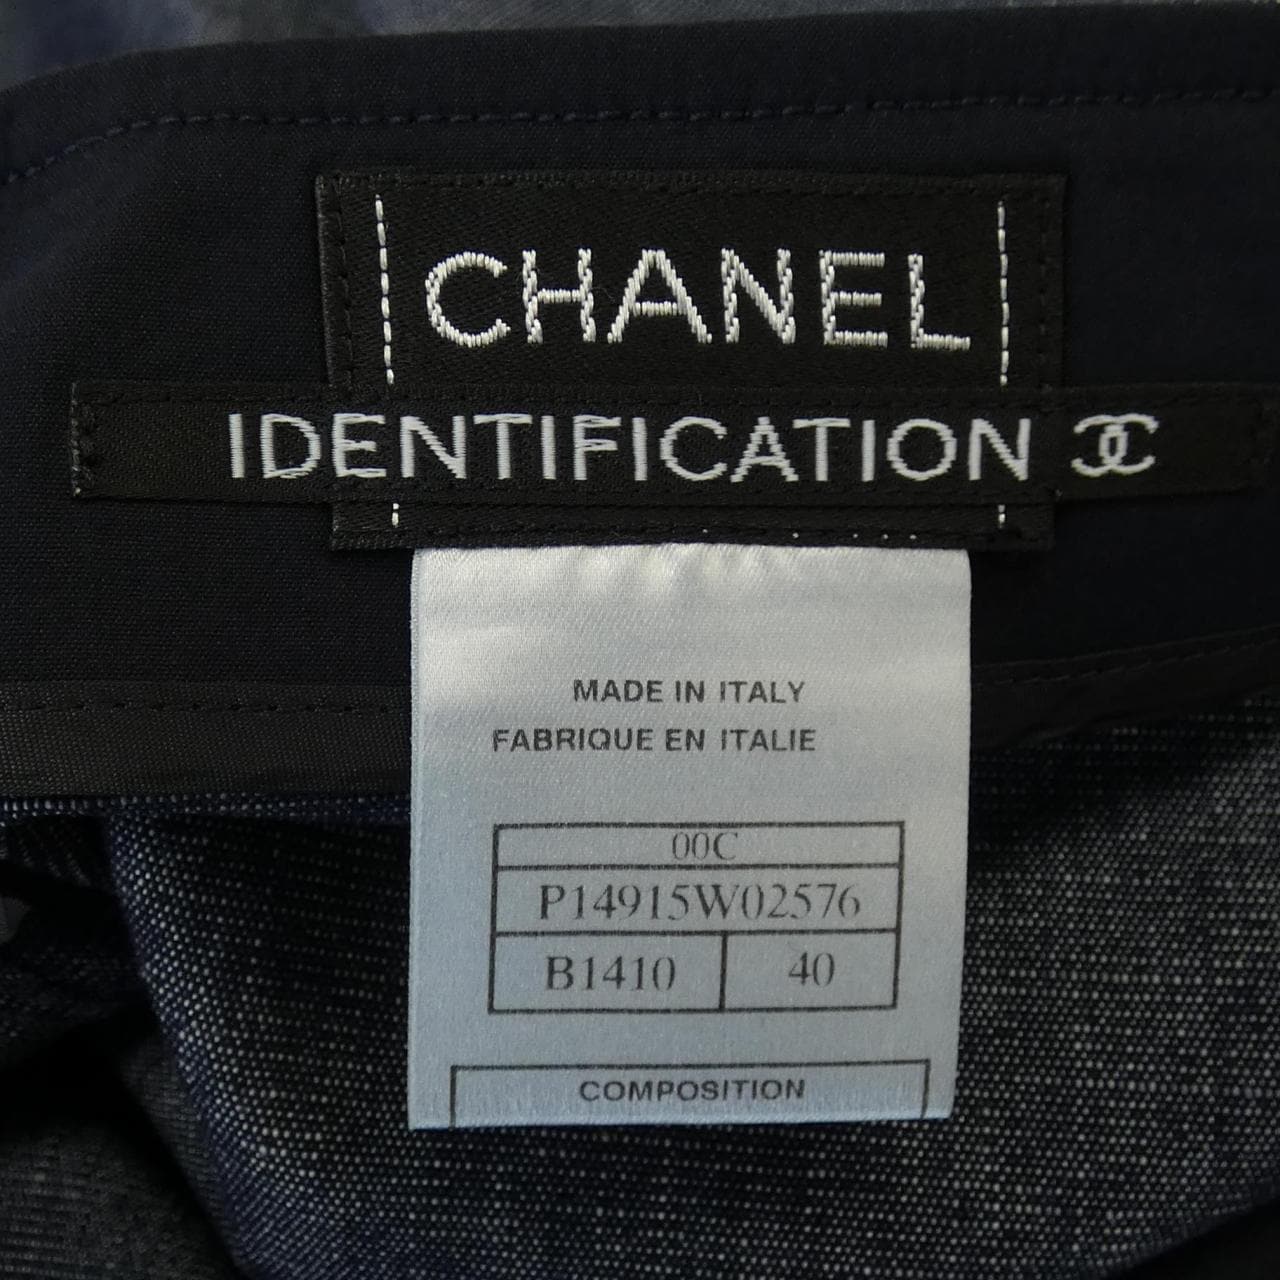 CHANEL
IDENTIFICATION
MADE IN ITALY
FABRIQUE EN ITALIE
00C
P14915W02576
B1410 40
COMPOSITION